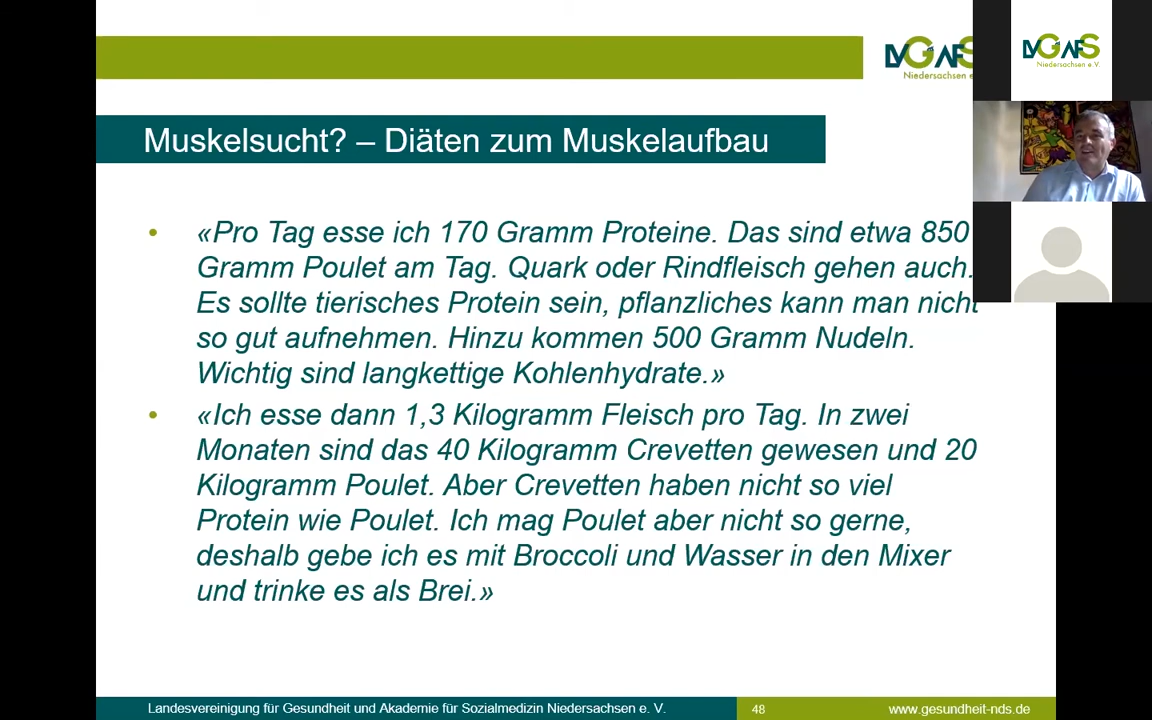 LVG AFS
Niedersachsen e.
LVG AFS
Niedersachsen e. V.
Muskelsucht? – Diäten zum Muskelaufbau
• «Pro Tag esse ich 170 Gramm Proteine. Das sind etwa 850
Gramm Poulet am Tag. Quark oder Rindfleisch gehen auch.
Es sollte tierisches Protein sein, pflanzliches kann man nicht
so gut aufnehmen. Hinzu kommen 500 Gramm Nudeln.
Wichtig sind langkettige Kohlenhydrate.»
• «Ich esse dann 1,3 Kilogramm Fleisch pro Tag. In zwei
Monaten sind das 40 Kilogramm Crevetten gewesen und 20
Kilogramm Poulet. Aber Crevetten haben nicht so viel
Protein wie Poulet. Ich mag Poulet aber nicht so gerne,
deshalb gebe ich es mit Broccoli und Wasser in den Mixer
und trinke es als Brei.»
Landesvereinigung für Gesundheit und Akademie für Sozialmedizin Niedersachsen e. V.
48
www.gesundheit-nds.de